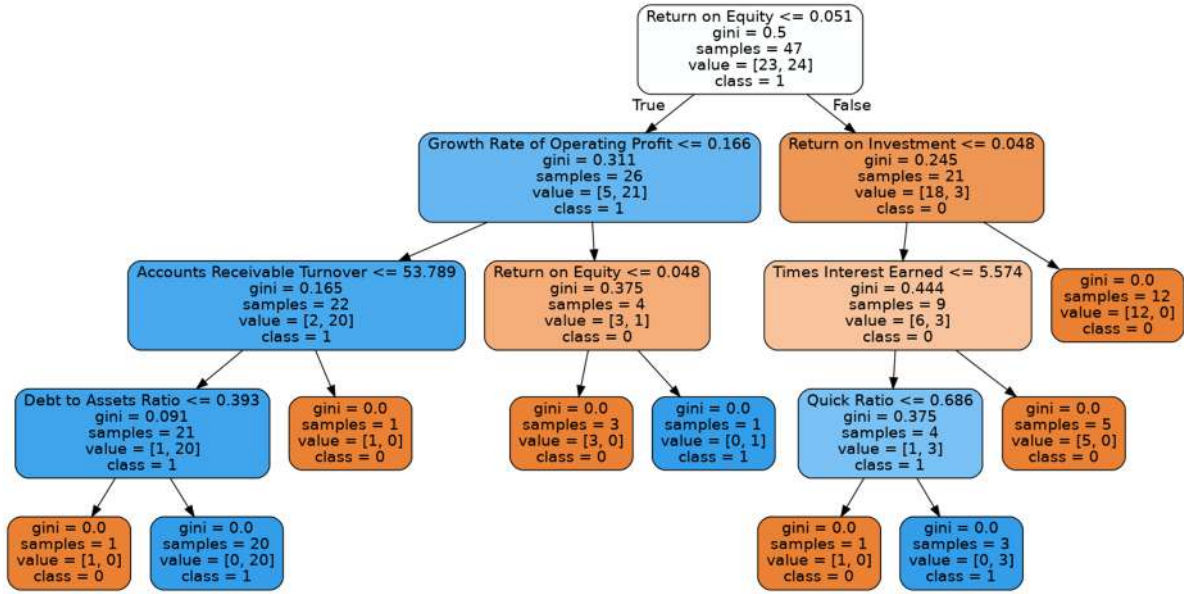 Return on Equity <= 0.051
gini = 0.5
samples = 47
value = [23, 24]
class = 1
True
False
Growth Rate of Operating Profit <= 0.166
gini = 0.311
samples = 26
value = [5, 21]
class = 1
Return on Investment <= 0.048
gini = 0.245
samples = 21
value = [18, 3]
class = 0
Accounts Receivable Turnover <= 53.789
gini = 0.165
samples = 22
value = [2, 20]
class = 1
Return on Equity <= 0.048
gini = 0.375
samples = 4
value = [3, 1]
class = 0
Times Interest Earned <= 5.574
gini = 0.444
samples = 9
value = [6, 3]
class = 0
gini = 0.0
samples = 12
value = [12, 0]
class = 0
Debt to Assets Ratio <= 0.393
gini = 0.091
samples = 21
value = [1, 20]
class = 1
gini = 0.0
samples = 1
value = [1, 0]
class = 0
gini = 0.0
samples = 3
value = [3, 0]
class = 0
gini = 0.0
samples = 1
value = [0, 1]
class = 1
Quick Ratio <= 0.686
gini = 0.375
samples = 4
value = [1, 3]
class = 1
gini = 0.0
samples = 5
value = [5, 0]
class = 0
gini = 0.0
samples = 1
value = [1, 0]
class = 0
gini = 0.0
samples = 20
value = [0, 20]
class = 1
gini = 0.0
samples = 1
value = [1, 0]
class = 0
gini = 0.0
samples = 3
value = [0, 3]
class = 1